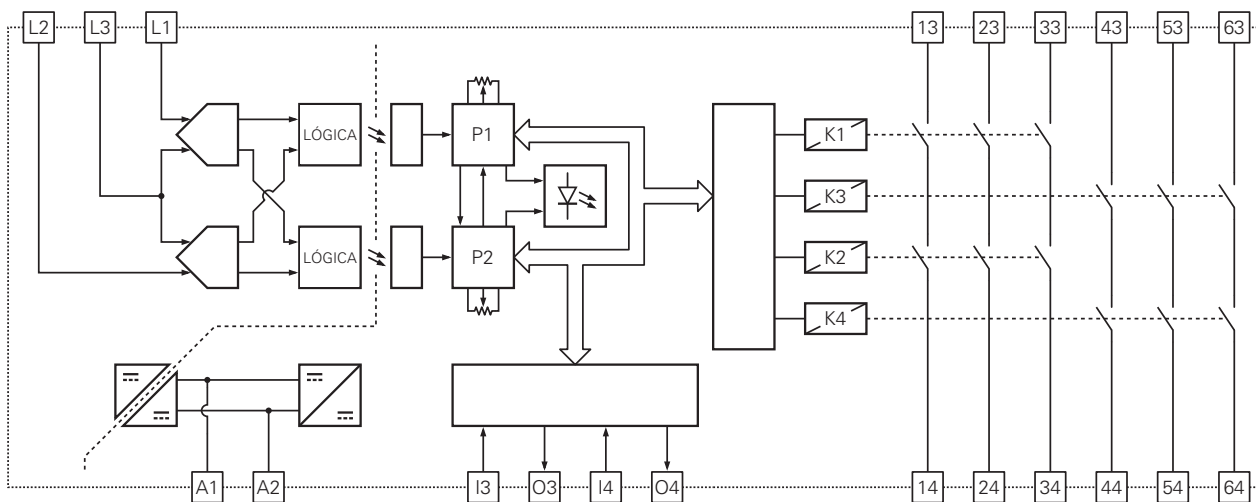 L2 L3 L1 13 23 33 43 53 63
LÓGICA P1 K1
K3
LÓGICA P2 K2
K4
A1 A2 I3 O3 I4 O4 14 24 34 44 54 64